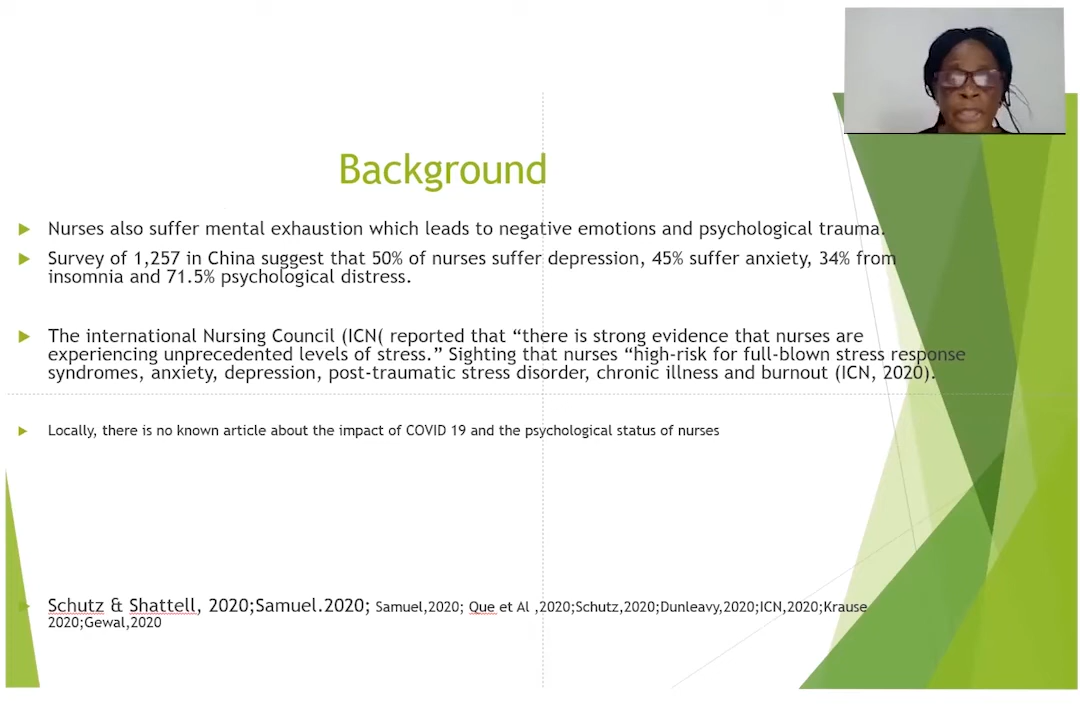 Background
Nurses also suffer mental exhaustion which leads to negative emotions and psychological trauma.
Survey of 1,257 in China suggest that 50% of nurses suffer depression, 45% suffer anxiety, 34% from
insomnia and 71.5% psychological distress.
The international Nursing Council (ICN( reported that “there is strong evidence that nurses are
experiencing unprecedented levels of stress.” Sighting that nurses “high-risk for full-blown stress response
syndromes, anxiety, depression, post-traumatic stress disorder, chronic illness and burnout (ICN, 2020).
Locally, there is no known article about the impact of COVID 19 and the psychological status of nurses
Schutz & Shattell, 2020;Samuel.2020; Samuel,2020; Que et Al ,2020;Schutz,2020;Dunleavy,2020;ICN,2020;Krause
2020;Gewal,2020